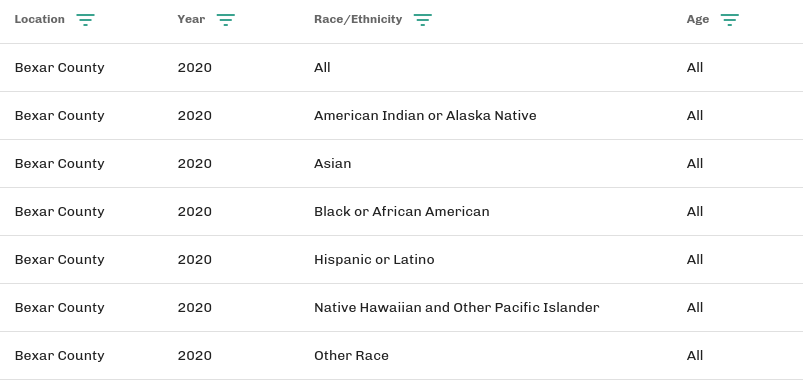 Location Year Race/Ethnicity Age
Bexar County 2020 All All
Bexar County 2020 American Indian or Alaska Native All
Bexar County 2020 Asian All
Bexar County 2020 Black or African American All
Bexar County 2020 Hispanic or Latino All
Bexar County 2020 Native Hawaiian and Other Pacific Islander All
Bexar County 2020 Other Race All